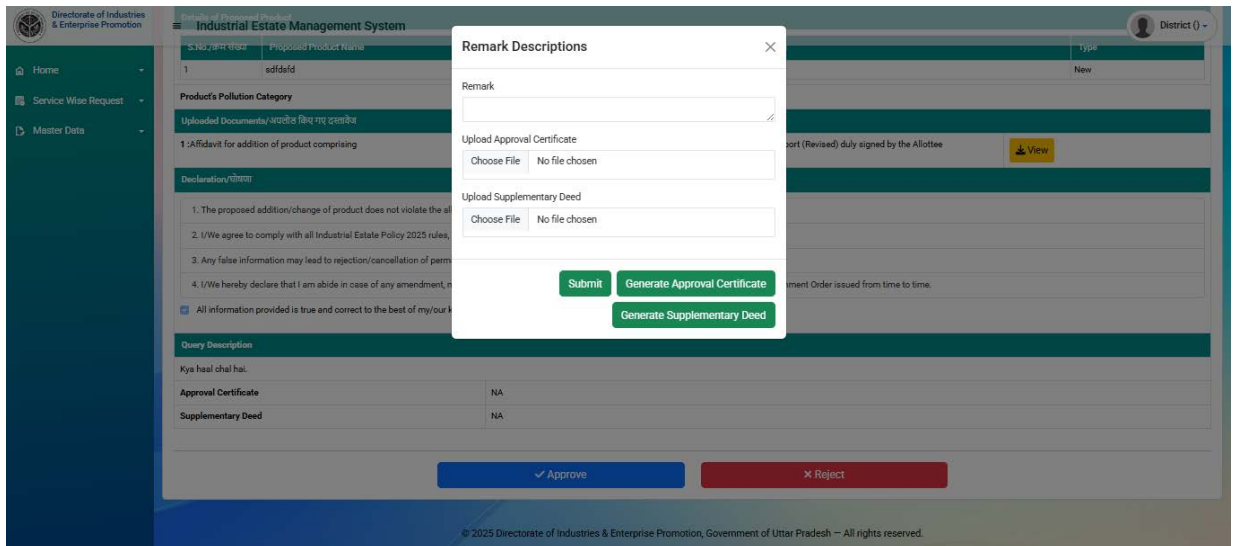 Directorate of Industries
& Enterprise Promotion
Home
Service Wise Request
Master Data
Details of Proposed Product
Industrial Estate Management System
District ()
S.No./क्रम संख्या Proposed Product Name Type
1 sdfdsfd New
Product's Pollution Category
Uploaded Documents/अपलोड किए गए दस्तावेज
1 :Affidavit for addition of product comprising
(Revised) duly signed by the Allottee
View
Declaration/घोषणा
1. The proposed addition/change of product does not violate the
2. I/We agree to comply with all Industrial Estate Policy 2025 rules,
3. Any false information may lead to rejection/cancellation of
4. I/We hereby declare that I am abide in case of any amendment,
Order issued from time to time.
All information provided is true and correct to the best of my/our
Query Description
Kya haal chal hai.
Approval Certificate NA
Supplementary Deed NA
Approve
Reject
© 2025 Directorate of Industries & Enterprise Promotion, Government of Uttar Pradesh — All rights reserved.
Remark Descriptions
Remark
Upload Approval Certificate
Choose File No file chosen
Upload Supplementary Deed
Choose File No file chosen
Submit
Generate Approval Certificate
Generate Supplementary Deed